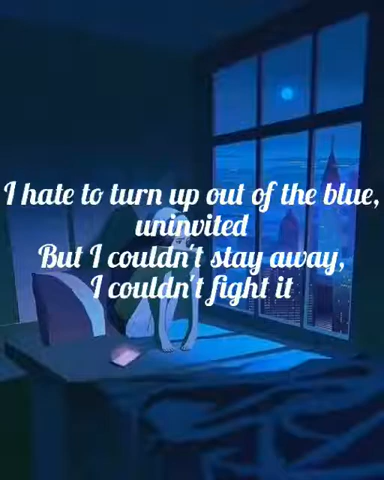 I hate to turn up out of the blue,
uninvited
But I couldn't stay away,
I couldn't fight it